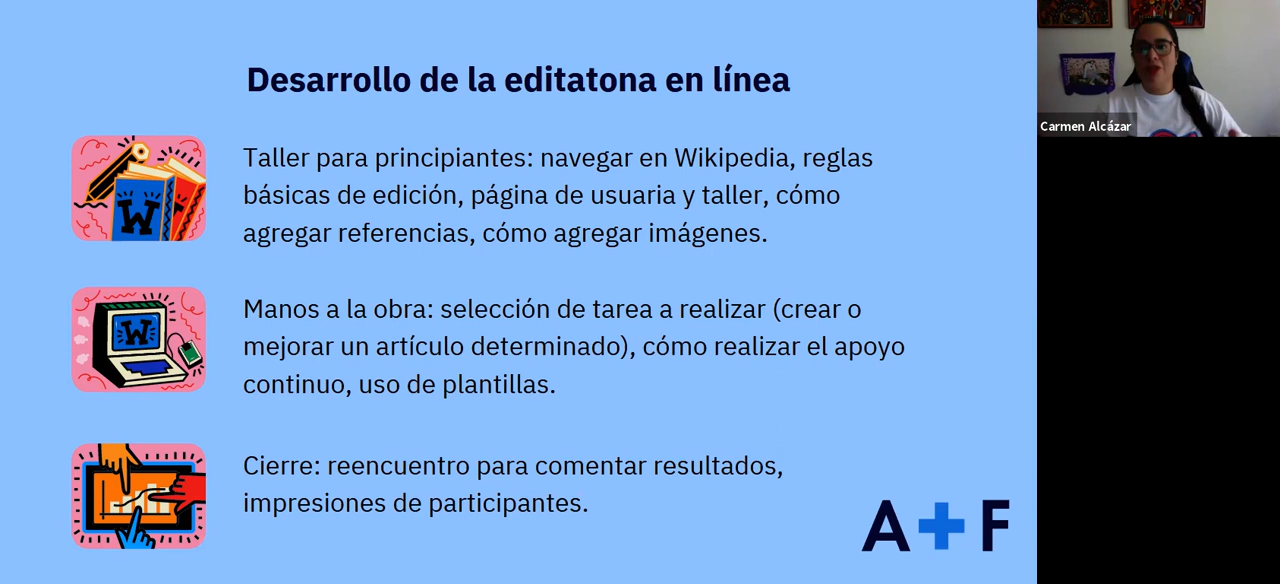 Desarrollo de la editatona en línea
Taller para principiantes: navegar en Wikipedia, reglas
básicas de edición, página de usuaria y taller, cómo
agregar referencias, cómo agregar imágenes.
W
Manos a la obra: selección de tarea a realizar (crear o
mejorar un artículo determinado), cómo realizar el apoyo
continuo, uso de plantillas.
W
Cierre: reencuentro para comentar resultados,
impresiones de participantes.
A+F
Carmen Alcázar